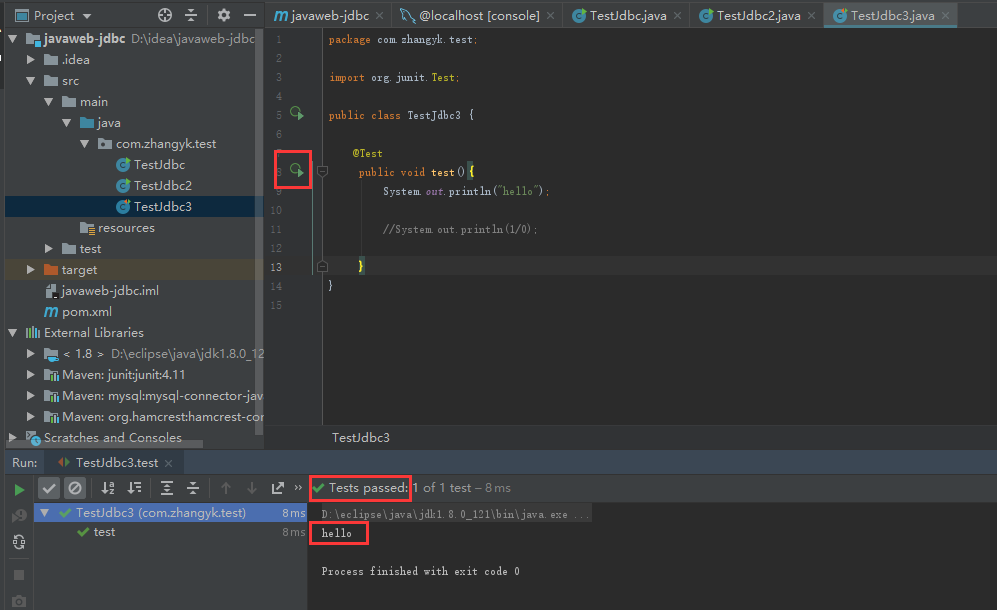 Project
javaweb-jdbc
@localhost [console]
TestJdbc.java
TestJdbc2.java
TestJdbc3.java
javaweb-jdbc D:\idea\javaweb-jdbc
.idea
src
main
java
com.zhangyk.test
TestJdbc
TestJdbc2
TestJdbc3
resources
test
target
javaweb-jdbc.iml
pom.xml
External Libraries
< 1.8 > D:\eclipse\java\jdk1.8.0_12
Maven: junit:junit:4.11
Maven: mysql:mysql-connector-jav
Maven: org.hamcrest:hamcrest-cor
Scratches and Consoles
1 package com.zhangyk.test;
2
3 import org.junit.Test;
4
5 public class TestJdbc3 {
6
7 @Test
8 public void test(){
9 System.out.println("hello");
10
11 //System.out.println(1/0);
12
13 }
14 }
15
TestJdbc3
Run: TestJdbc3.test
Tests passed: 1 of 1 test – 8 ms
TestJdbc3 (com.zhangyk.test) 8 ms
test 8 ms
D:\eclipse\java\jdk1.8.0_121\bin\java.exe ...
hello
Process finished with exit code 0